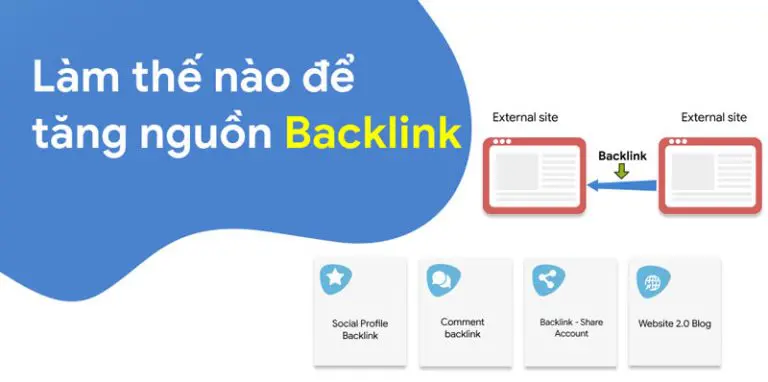 Làm thế nào để
tăng nguồn Backlink
External site
External site
Backlink
Social Profile
Backlink
Comment
backlink
Backlink - Share
Account
Website 2.0 Blog